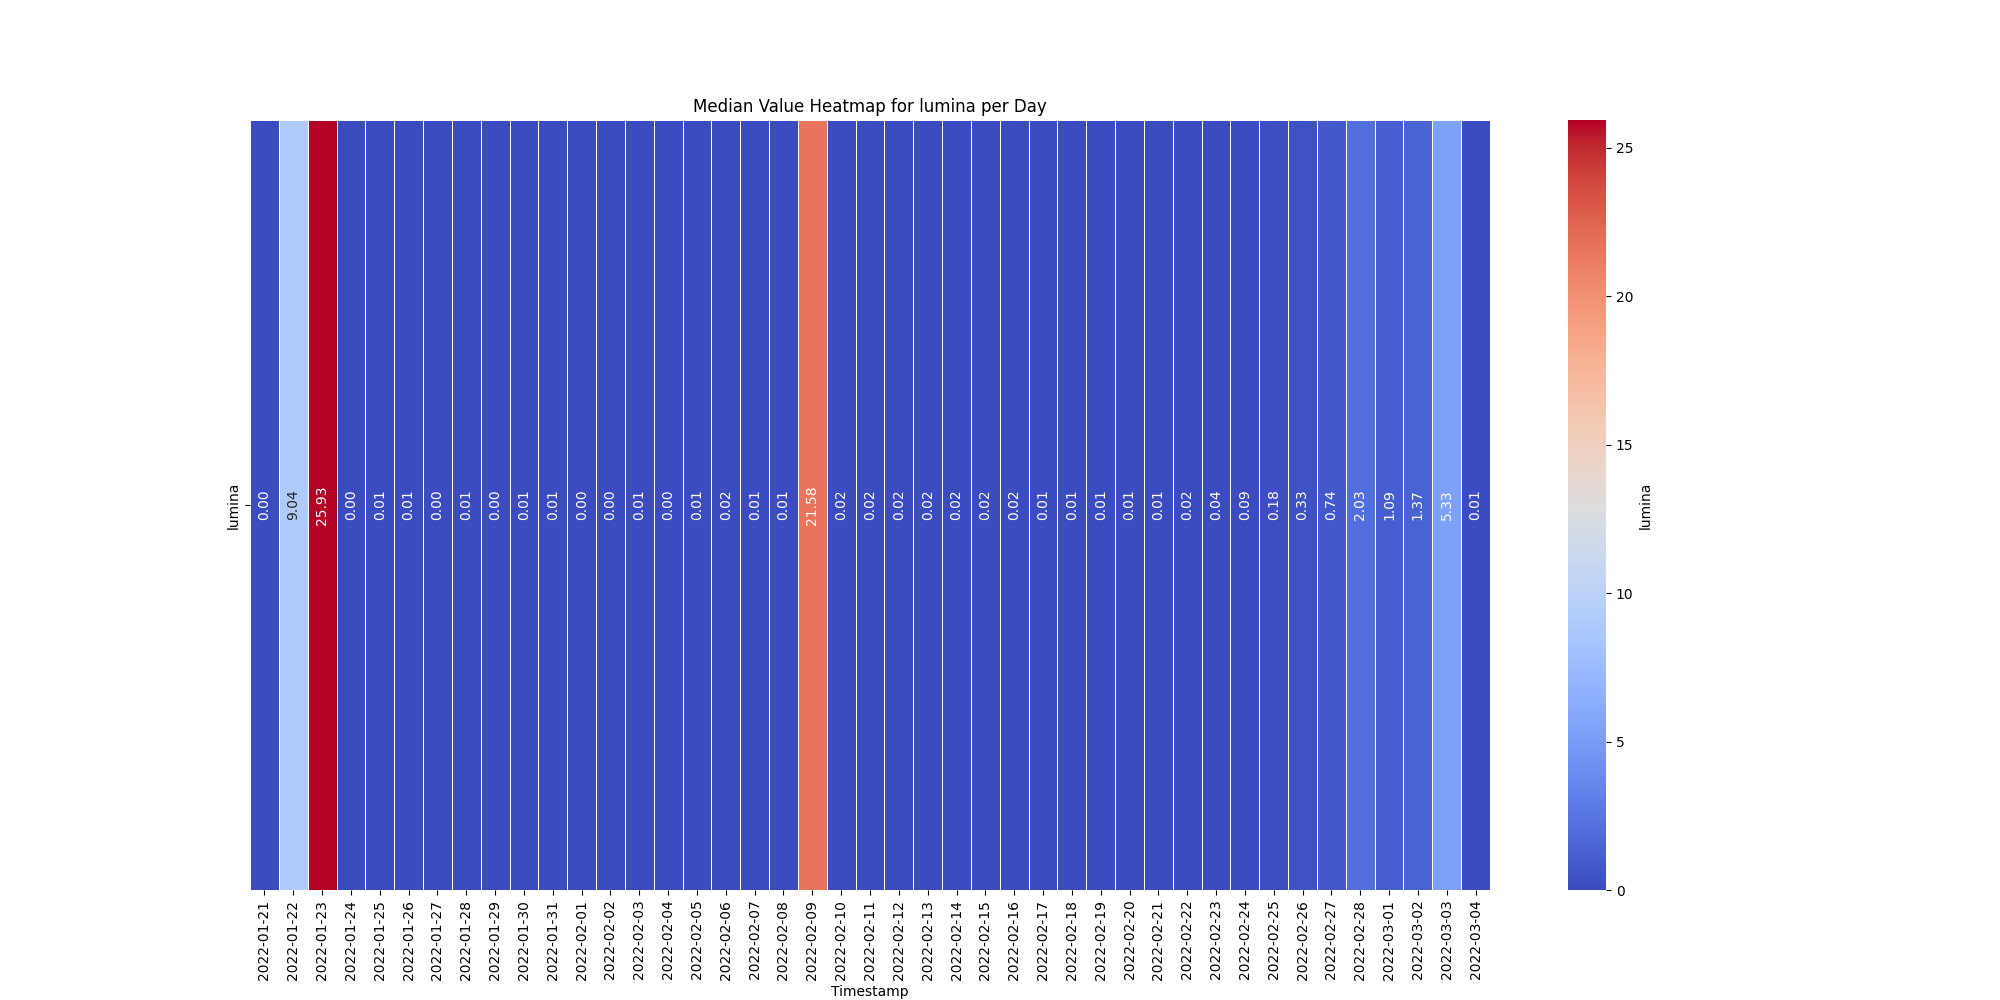 Median Value Heatmap for lumina per Day
lumina
0.00 9.04 25.93 0.00 0.01 0.01 0.00 0.01 0.00 0.01 0.01 0.00 0.00 0.01 0.00 0.01 0.02 0.01 0.01 21.58 0.02 0.02 0.02 0.02 0.02 0.02 0.02 0.01 0.01 0.01 0.01 0.01 0.02 0.04 0.09 0.18 0.33 0.74 2.03 1.09 1.37 5.33 0.01
2022-01-21 2022-01-22 2022-01-23 2022-01-24 2022-01-25 2022-01-26 2022-01-27 2022-01-28 2022-01-29 2022-01-30 2022-01-31 2022-02-01 2022-02-02 2022-02-03 2022-02-04 2022-02-05 2022-02-06 2022-02-07 2022-02-08 2022-02-09 2022-02-10 2022-02-11 2022-02-12 2022-02-13 2022-02-14 2022-02-15 2022-02-16 2022-02-17 2022-02-18 2022-02-19 2022-02-20 2022-02-21 2022-02-22 2022-02-23 2022-02-24 2022-02-25 2022-02-26 2022-02-27 2022-02-28 2022-03-01 2022-03-02 2022-03-03 2022-03-04
Timestamp
25
20
15
10
5
0
lumina